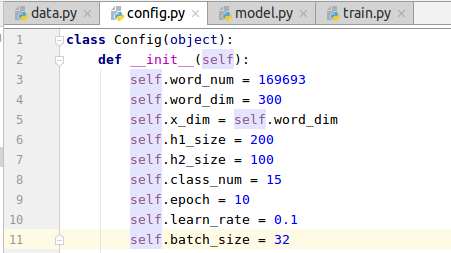 data.py config.py model.py train.py
1 class Config(object):
2 def __init__(self):
3 self.word_num = 169693
4 self.word_dim = 300
5 self.x_dim = self.word_dim
6 self.h1_size = 200
7 self.h2_size = 100
8 self.class_num = 15
9 self.epoch = 10
10 self.learn_rate = 0.1
11 self.batch_size = 32